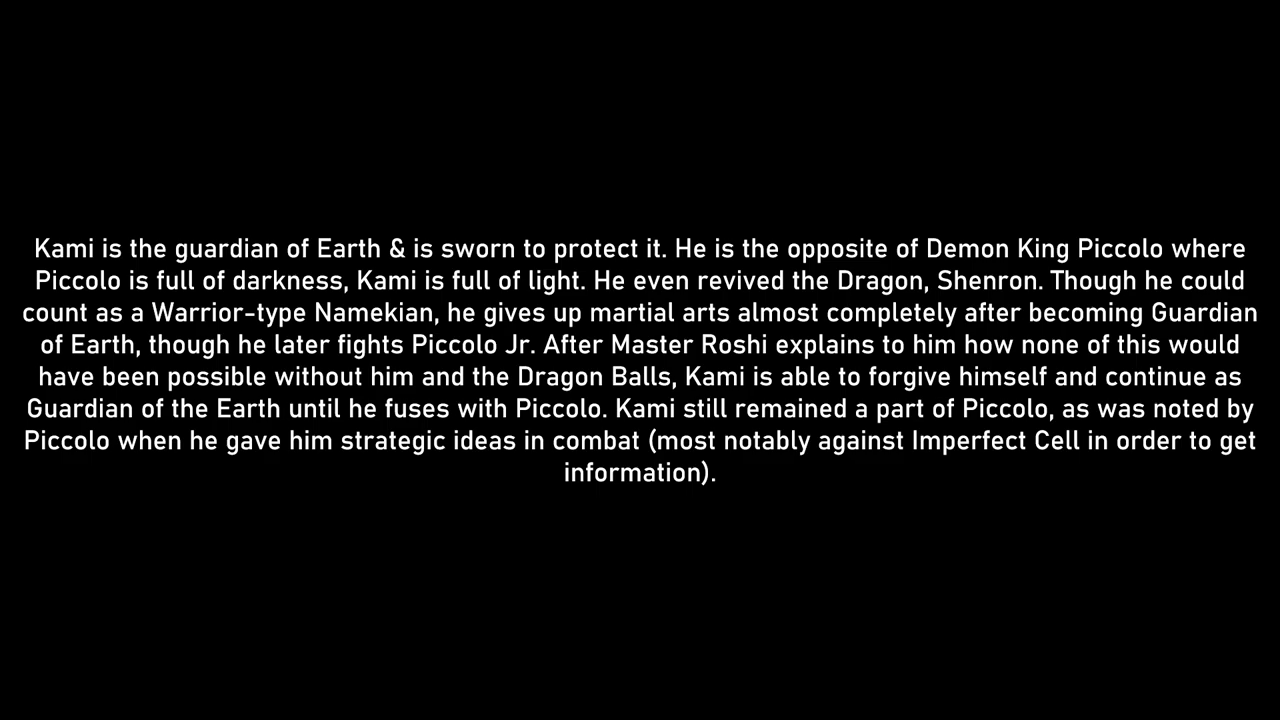 Kami is the guardian of Earth & is sworn to protect it. He is the opposite of Demon King Piccolo where
Piccolo is full of darkness, Kami is full of light. He even revived the Dragon, Shenron. Though he could
count as a Warrior-type Namekian, he gives up martial arts almost completely after becoming Guardian
of Earth, though he later fights Piccolo Jr. After Master Roshi explains to him how none of this would
have been possible without him and the Dragon Balls, Kami is able to forgive himself and continue as
Guardian of the Earth until he fuses with Piccolo. Kami still remained a part of Piccolo, as was noted by
Piccolo when he gave him strategic ideas in combat (most notably against Imperfect Cell in order to get
information).